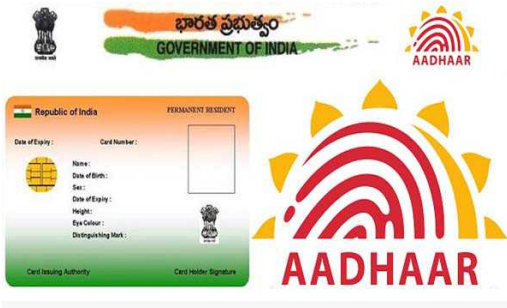 భారత ప్రభుత్వం
GOVERNMENT OF INDIA
AADHAAR
Republic of India
PERMANENT RESIDENT
Date of Expiry :
Card Number :
Name :
Date of Birth :
Sex :
Date of Expiry :
Height :
Eye Colour :
Distinguishing Mark :
Card Issuing Authority
Card Holder Signature
AADHAAR